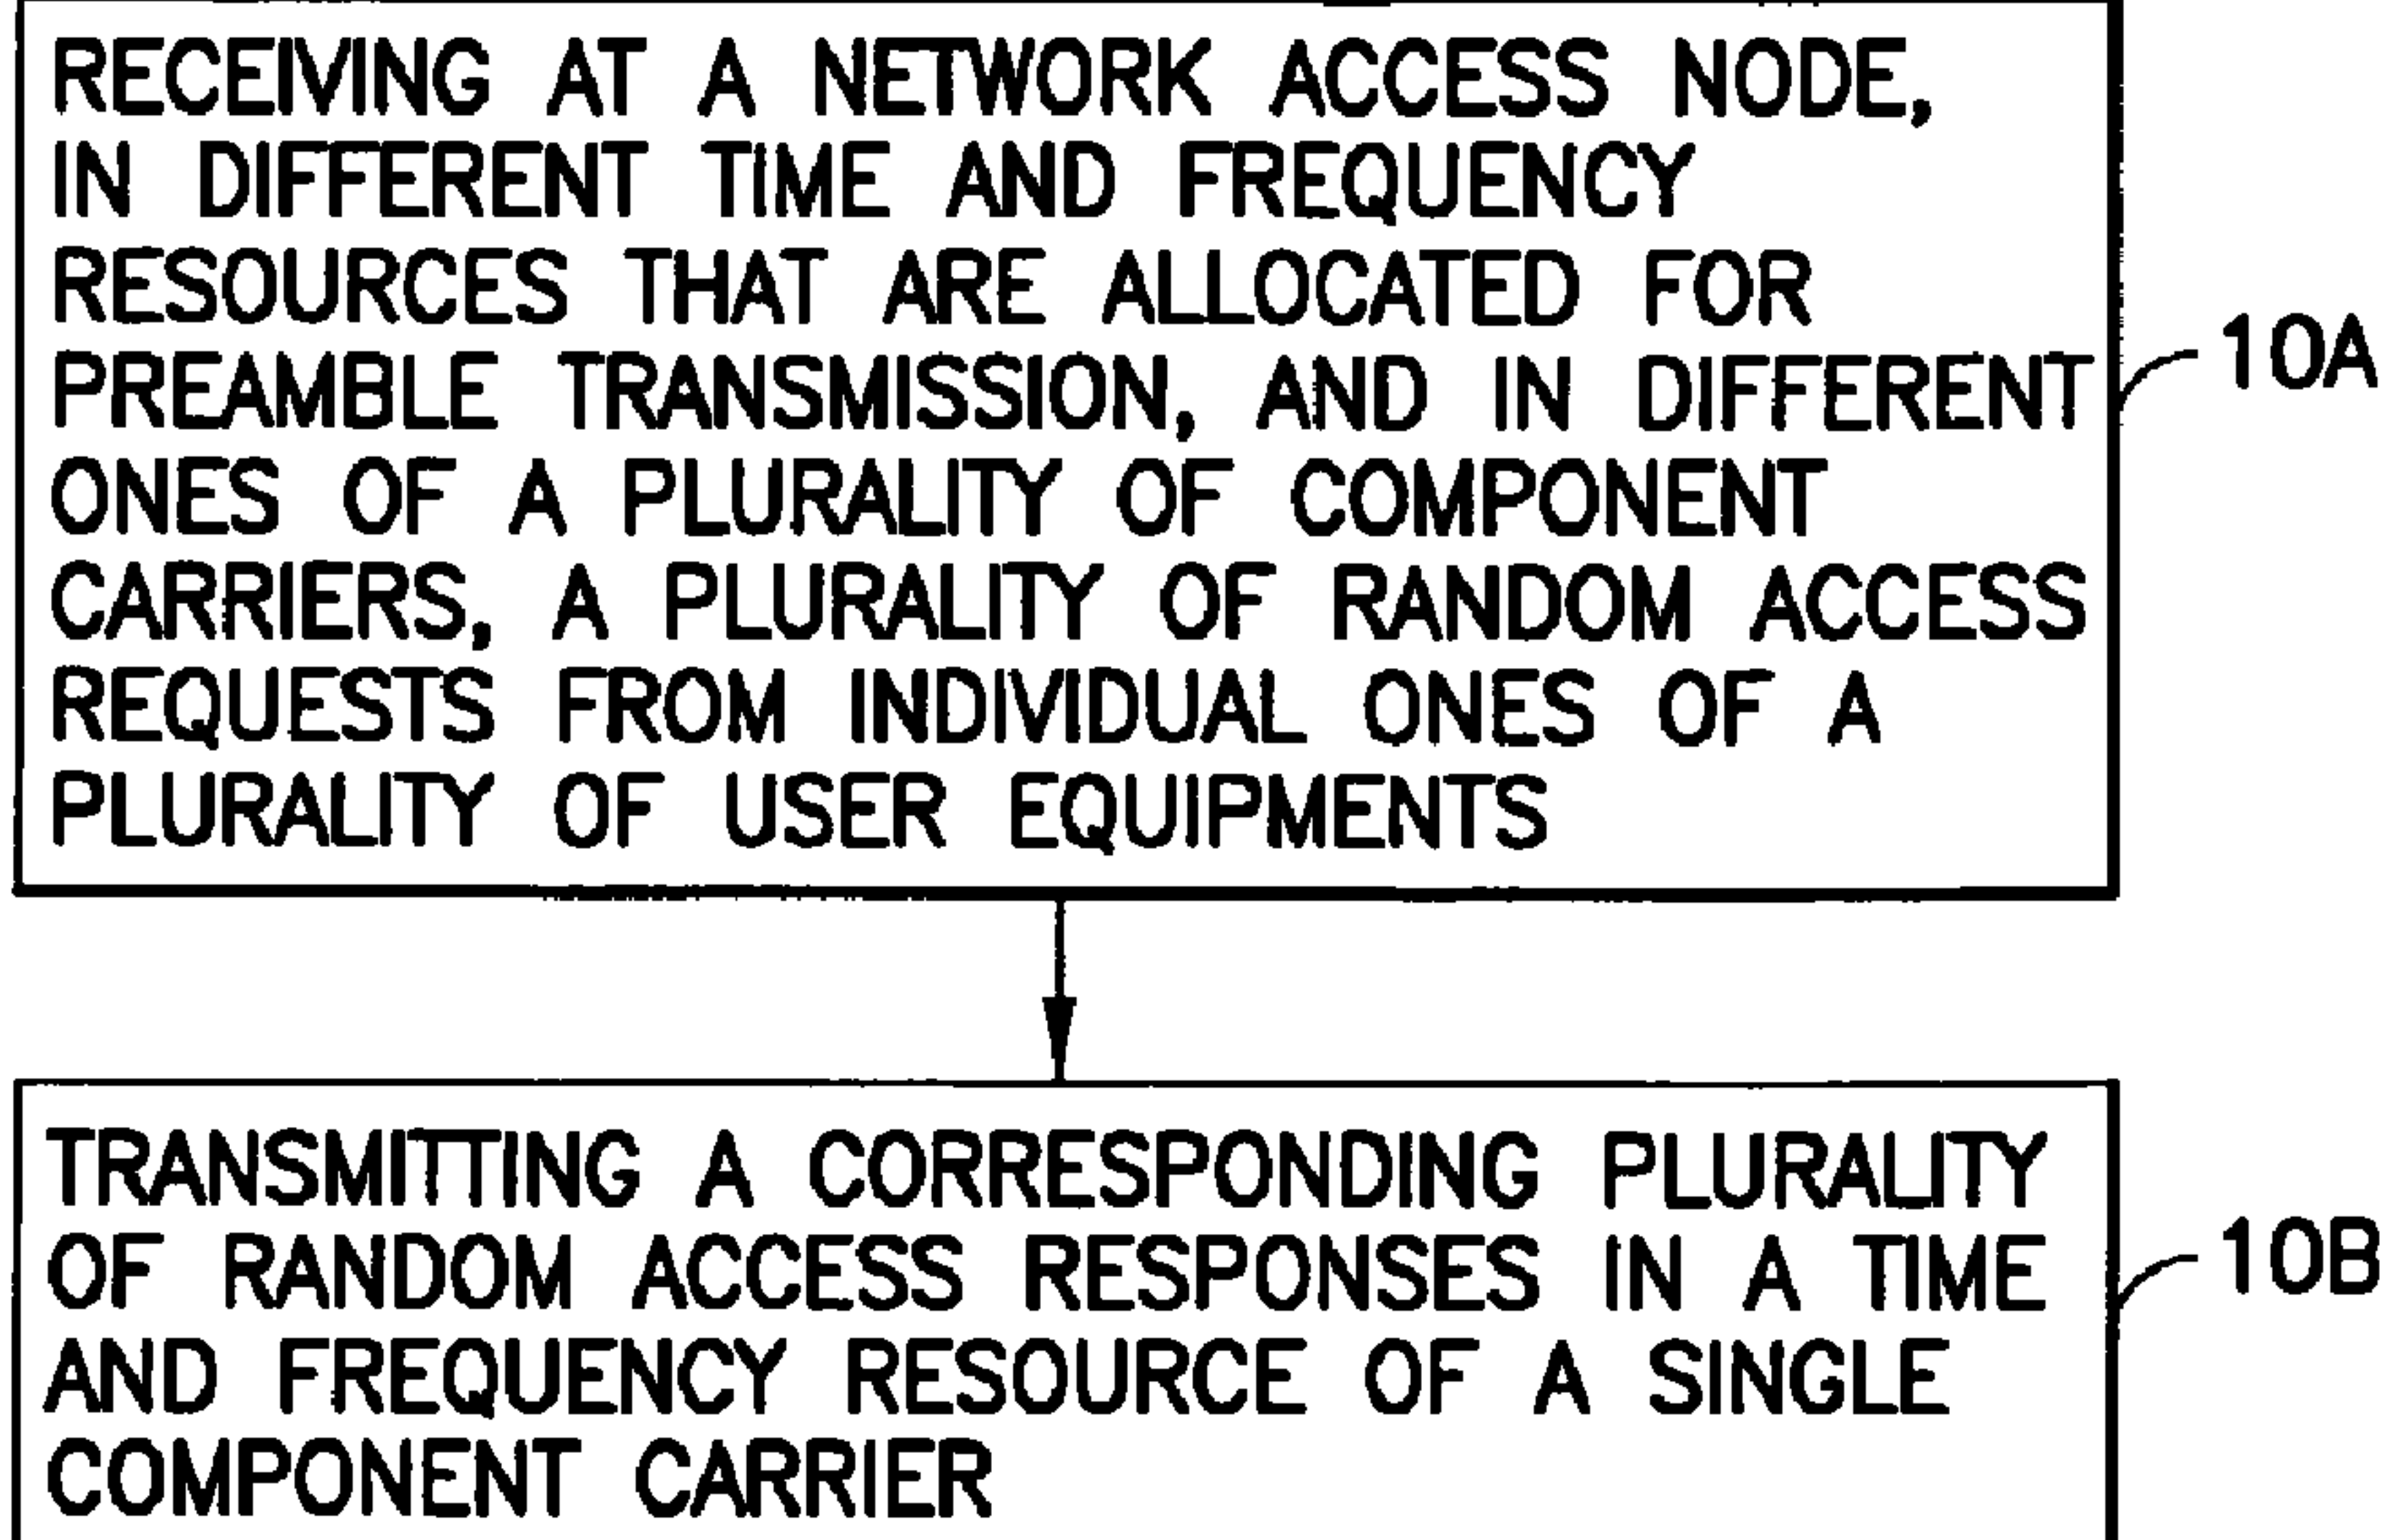 RECEIVING AT A NETWORK ACCESS NODE,
IN DIFFERENT TIME AND FREQUENCY
RESOURCES THAT ARE ALLOCATED FOR
PREAMBLE TRANSMISSION, AND IN DIFFERENT
ONES OF A PLURALITY OF COMPONENT
CARRIERS, A PLURALITY OF RANDOM ACCESS
REQUESTS FROM INDIVIDUAL ONES OF A
PLURALITY OF USER EQUIPMENTS
10A
TRANSMITTING A CORRESPONDING PLURALITY
OF RANDOM ACCESS RESPONSES IN A TIME
AND FREQUENCY RESOURCE OF A SINGLE
COMPONENT CARRIER
10B